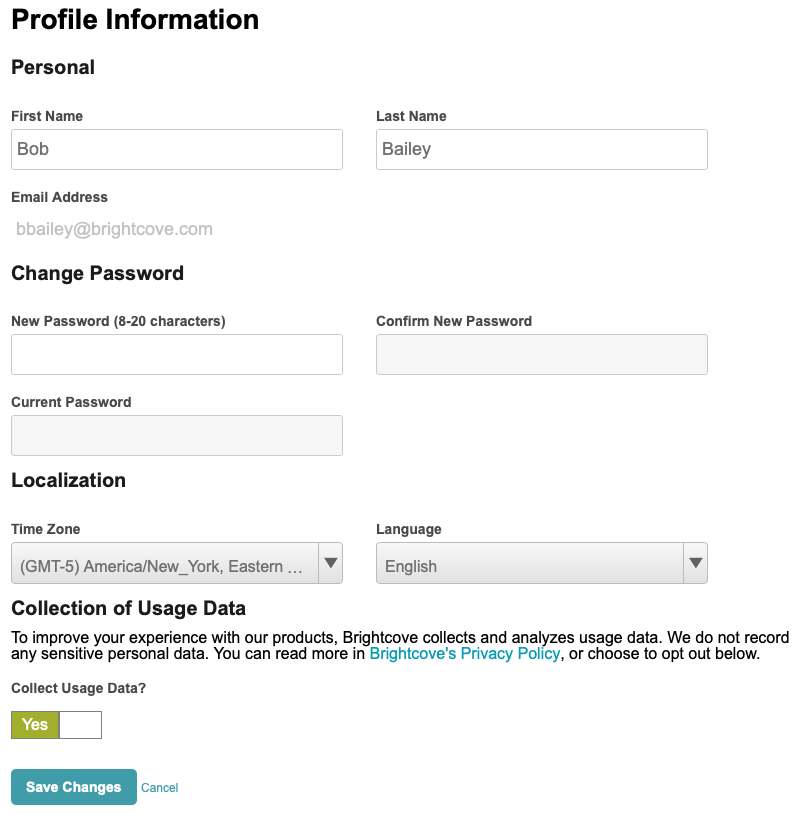 Profile Information
Personal
First Name
Last Name
Bob
Bailey
Email Address
bbailey@brightcove.com
Change Password
New Password (8-20 characters)
Confirm New Password
Current Password
Localization
Time Zone
Language
(GMT-5) America/New_York, Eastern …
English
Collection of Usage Data
To improve your experience with our products, Brightcove collects and analyzes usage data. We do not record
any sensitive personal data. You can read more in Brightcove's Privacy Policy, or choose to opt out below.
Collect Usage Data?
Yes
Save Changes
Cancel